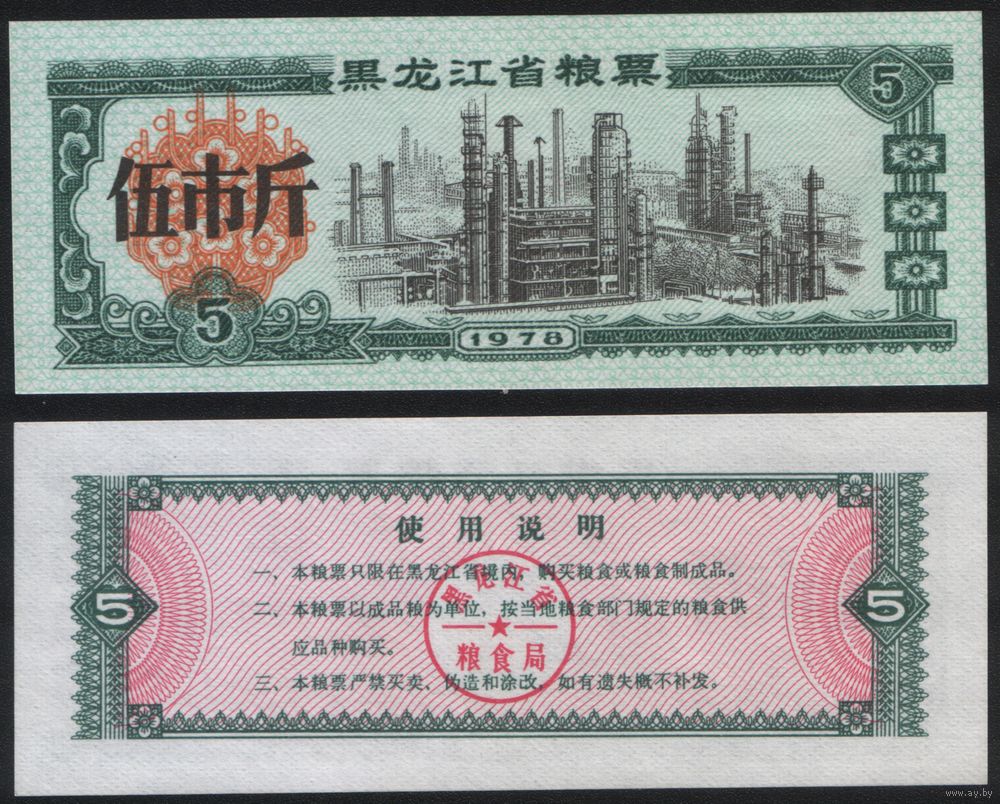 黑龙江省粮票
5
伍市斤
5
1978
使用说明
一、本粮票只限在黑龙江省境内，购买粮食或粮食制成品。
二、本粮票以成品粮为单位，按当地粮食部门规定的粮食供
应品种购买。
三、本粮票严禁买卖、伪造和涂改，如有遗失概不补发。
5
5
黑龙江省
粮食局
www.ay.by